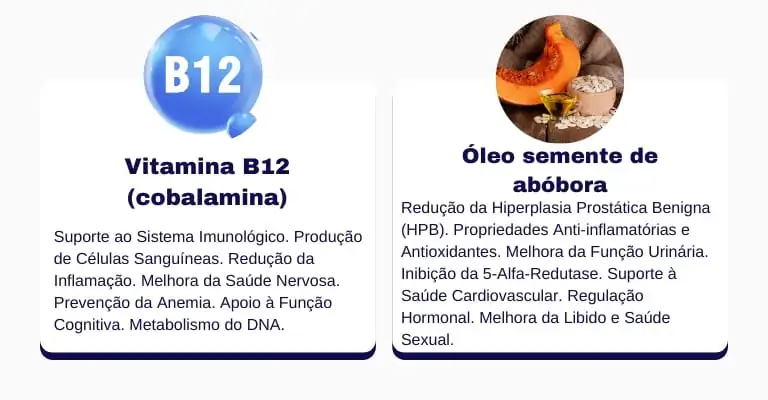 B12
Vitamina B12
(cobalamina)
Suporte ao Sistema Imunológico. Produção
de Células Sanguíneas. Redução da
Inflamação. Melhora da Saúde Nervosa.
Prevenção da Anemia. Apoio à Função
Cognitiva. Metabolismo do DNA.
Óleo semente de
abóbora
Redução da Hiperplasia Prostática Benigna
(HPB). Propriedades Anti-inflamatórias e
Antioxidantes. Melhora da Função Urinária.
Inibição da 5-Alfa-Redutase. Suporte à
Saúde Cardiovascular. Regulação
Hormonal. Melhora da Libido e Saúde
Sexual.